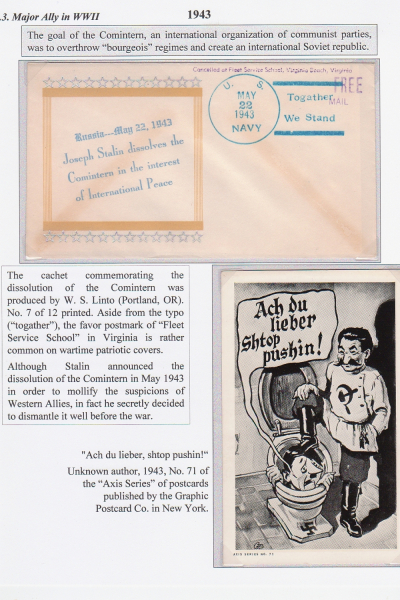 .3. Major Ally in WWII
1943
The goal of the Comintern, an international organization of communist parties,
was to overthrow "bourgeois" regimes and create an international Soviet republic.
Cancelled at Fleet Service School, Virginia Beach, Virginia
FREE
MAIL
U. S.
MAY
22
1943
NAVY
Togather
We Stand
Russia—May 22, 1943
Joseph Stalin dissolves the
Comintern in the interest
of International Peace
The cachet commemorating the
dissolution of the Comintern was
produced by W. S. Linto (Portland, OR).
No. 7 of 12 printed. Aside from the typo
("togather"), the favor postmark of "Fleet
Service School" in Virginia is rather
common on wartime patriotic covers.
Although Stalin announced the
dissolution of the Comintern in May 1943
in order to mollify the suspicions of
Western Allies, in fact he secretly decided
to dismantle it well before the war.
Ach du
lieber
Shtop
pushin!
"Ach du lieber, shtop pushin!"
Unknown author, 1943, No. 71 of
the "Axis Series" of postcards
published by the Graphic
Postcard Co. in New York.
AXIS SERIES NO. 71